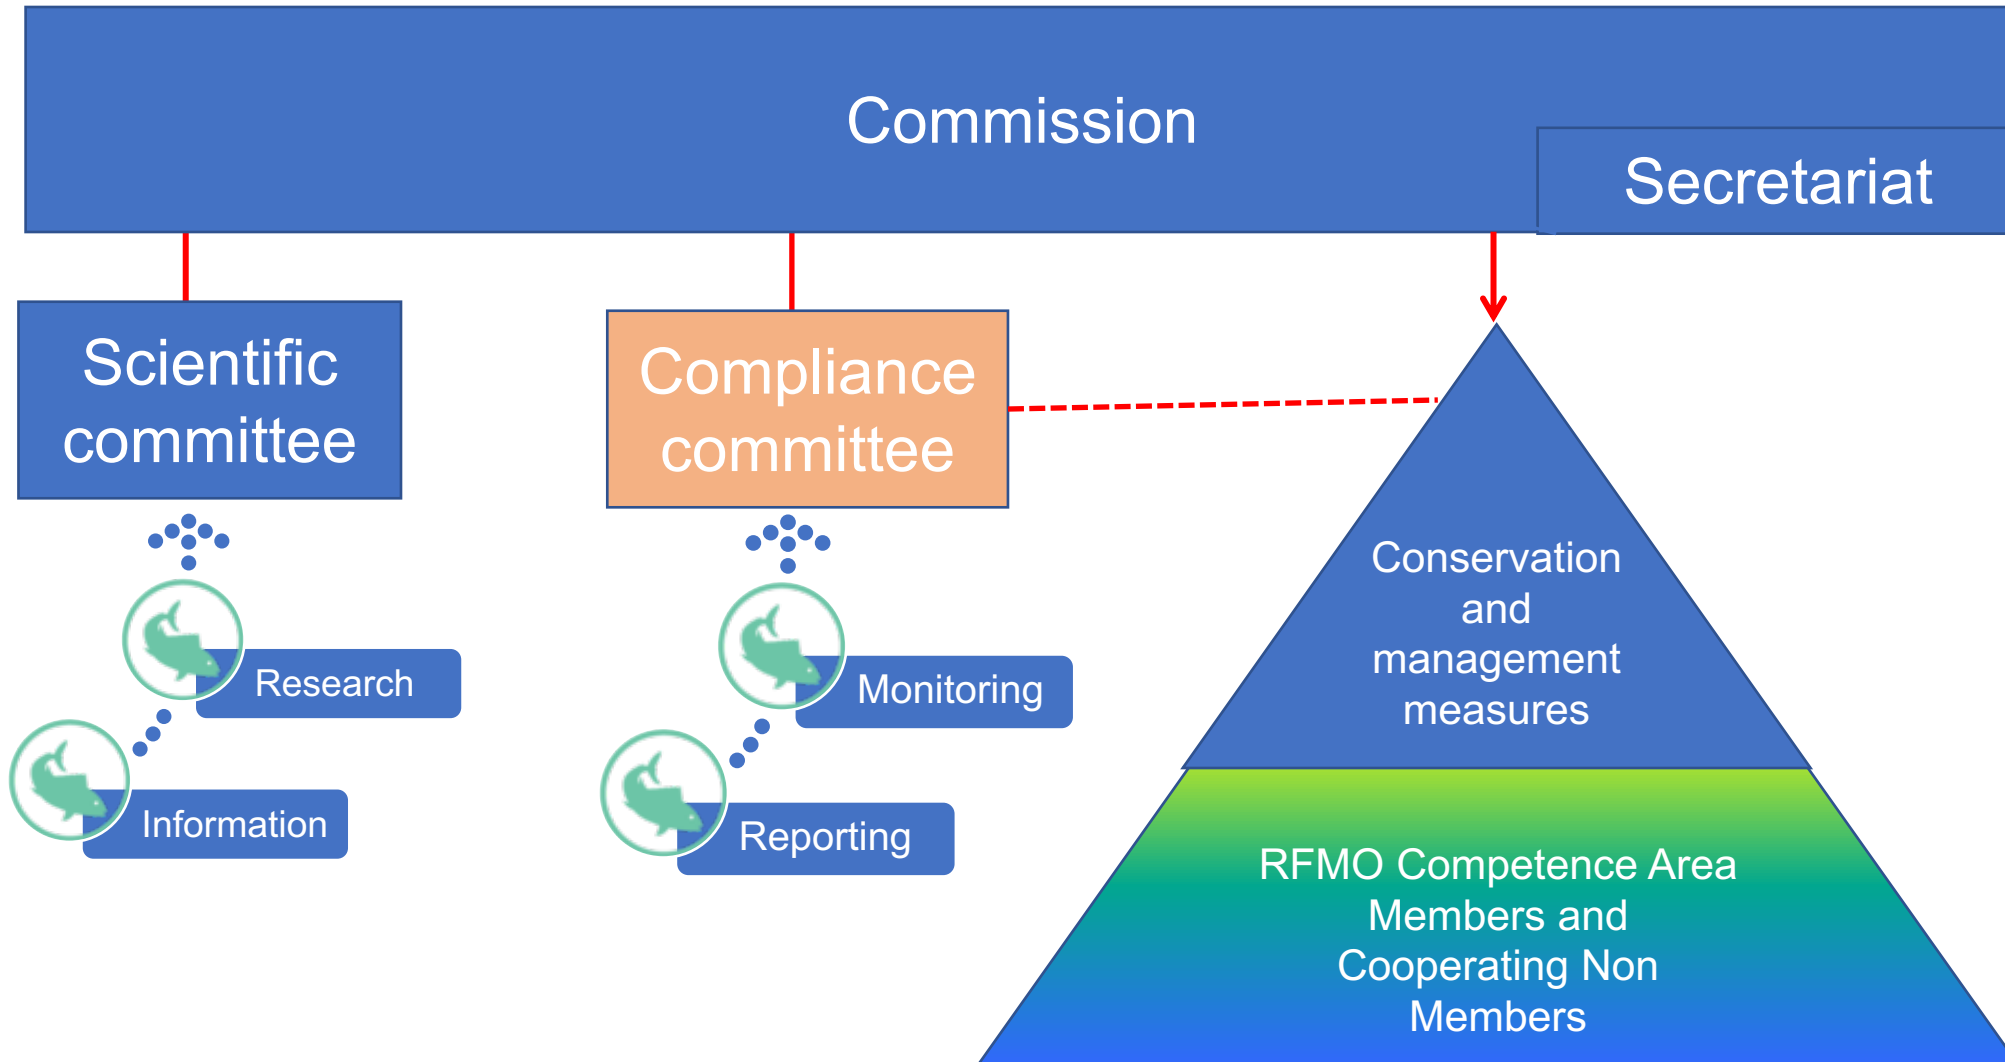 Commission
Secretariat
Scientific
committee
Compliance
committee
Research
Information
Monitoring
Reporting
Conservation
and
management
measures
RFMO Competence Area
Members and
Cooperating Non
Members